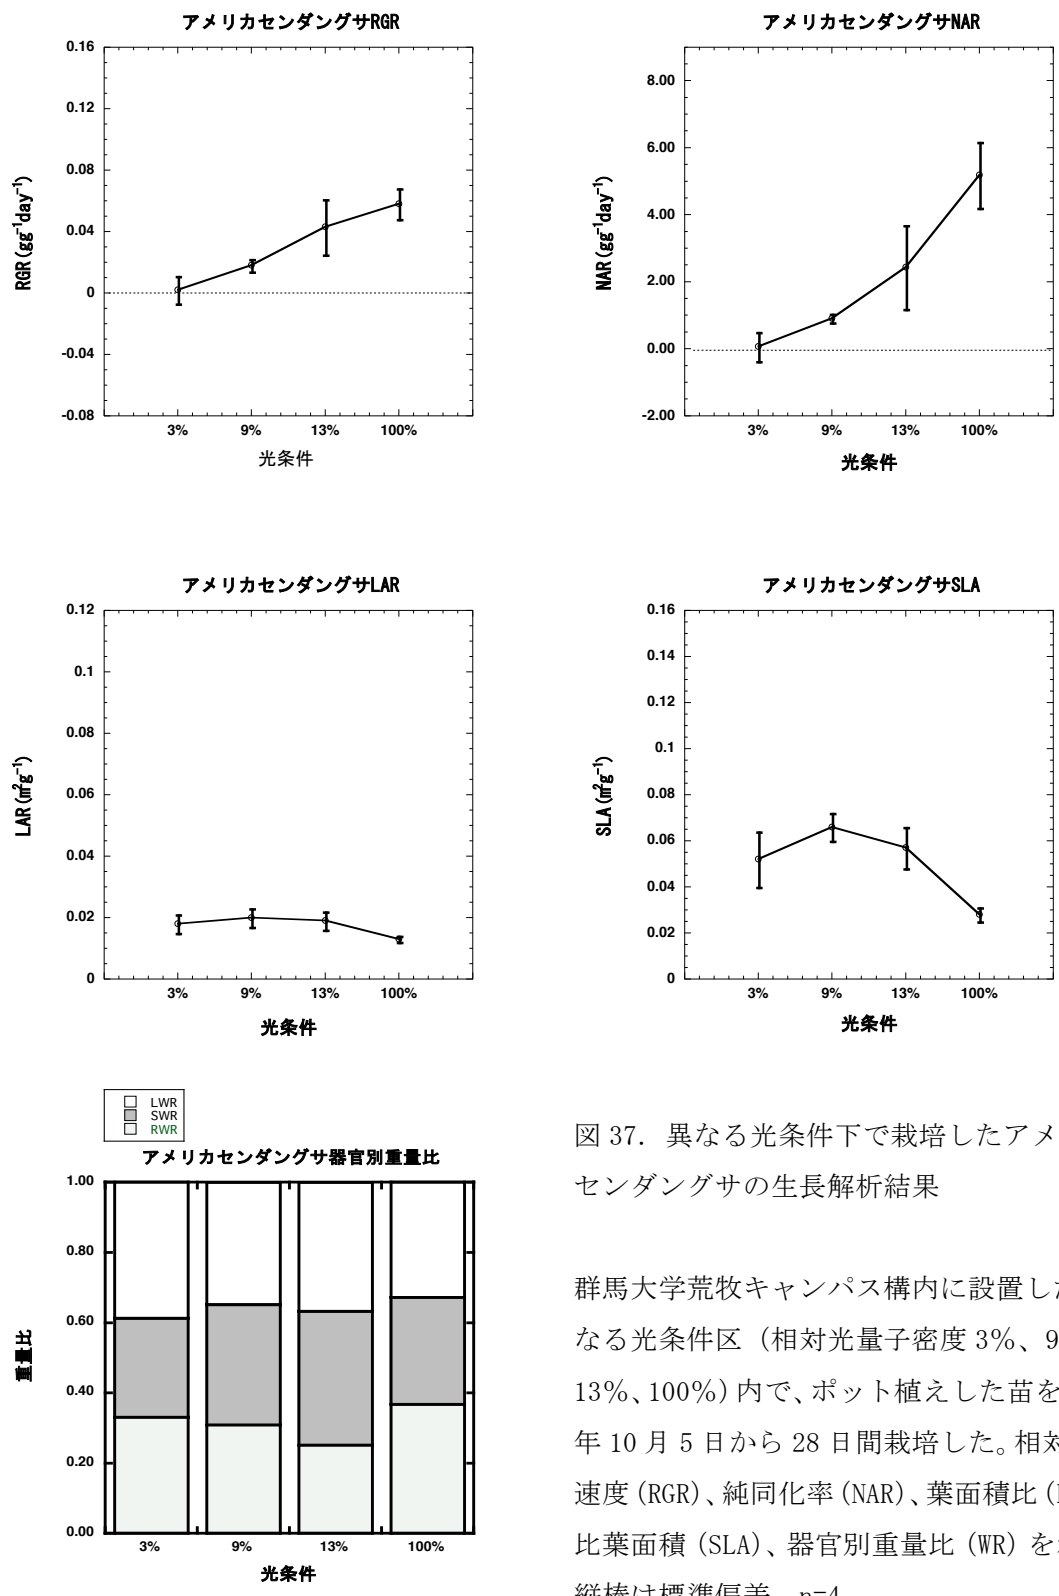 アメリカセンダングサRGR
0.16
0.12
0.08
0.04
0
-0.04
-0.08
RGR(gg⁻¹day⁻¹)
3% 9% 13% 100%
光条件
アメリカセンダングサNAR
8.00
6.00
4.00
2.00
0.00
-2.00
NAR(gg⁻¹day⁻¹)
3% 9% 13% 100%
光条件
アメリカセンダングサLAR
0.12
0.1
0.08
0.06
0.04
0.02
0
LAR(㎡g⁻¹)
3% 9% 13% 100%
光条件
アメリカセンダングサSLA
0.16
0.14
0.12
0.1
0.08
0.06
0.04
0.02
0
SLA(㎡g⁻¹)
3% 9% 13% 100%
光条件
LWR
SWR
RWR
アメリカセンダングサ器官別重量比
1.00
0.80
0.60
0.40
0.20
0.00
重量比
3% 9% 13% 100%
光条件
図 37. 異なる光条件下で栽培したアメ
センダングサの生長解析結果
群馬大学荒牧キャンパス構内に設置し
なる光条件区（相対光量子密度 3％、9
13％、100％）内で、ポット植えした苗を
年 10 月 5 日から 28 日間栽培した。相
速度（RGR）、純同化率（NAR）、葉面積比（
比葉面積（SLA）、器官別重量比（WR）を
縦棒は標準偏差 n=4